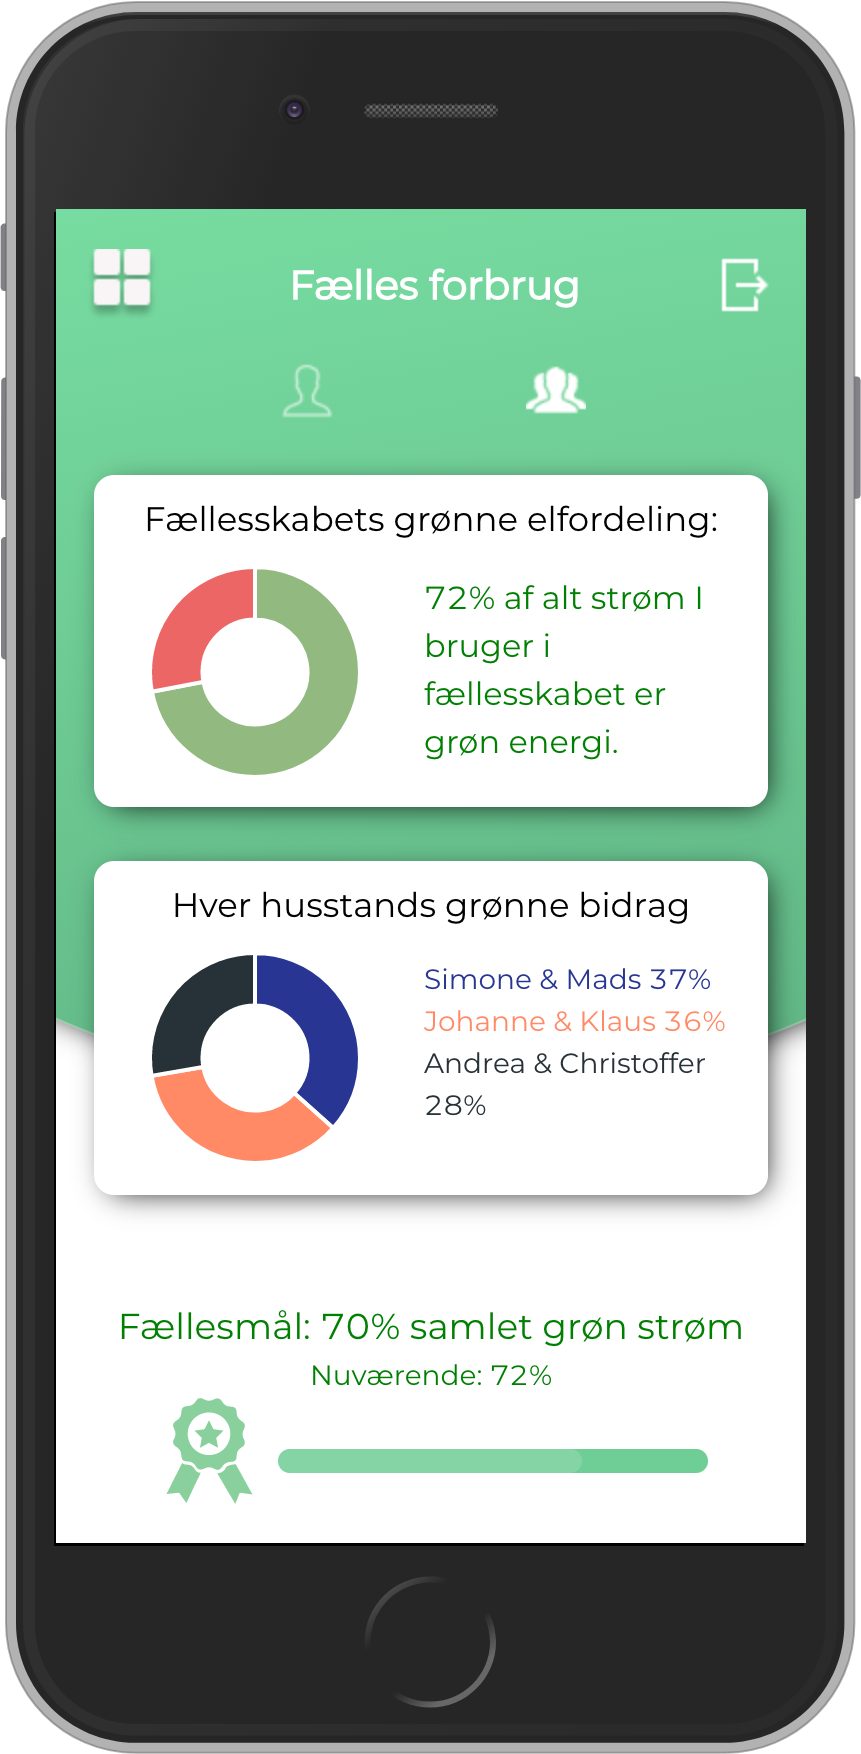 Fælles forbrug
Fællesskabets grønne elfordeling:
72% af alt strøm I
bruger i
fællesskabet er
grøn energi.
Hver husstands grønne bidrag
Simone & Mads 37%
Johanne & Klaus 36%
Andrea & Christoffer
28%
Fællesmål: 70% samlet grøn strøm
Nuværende: 72%